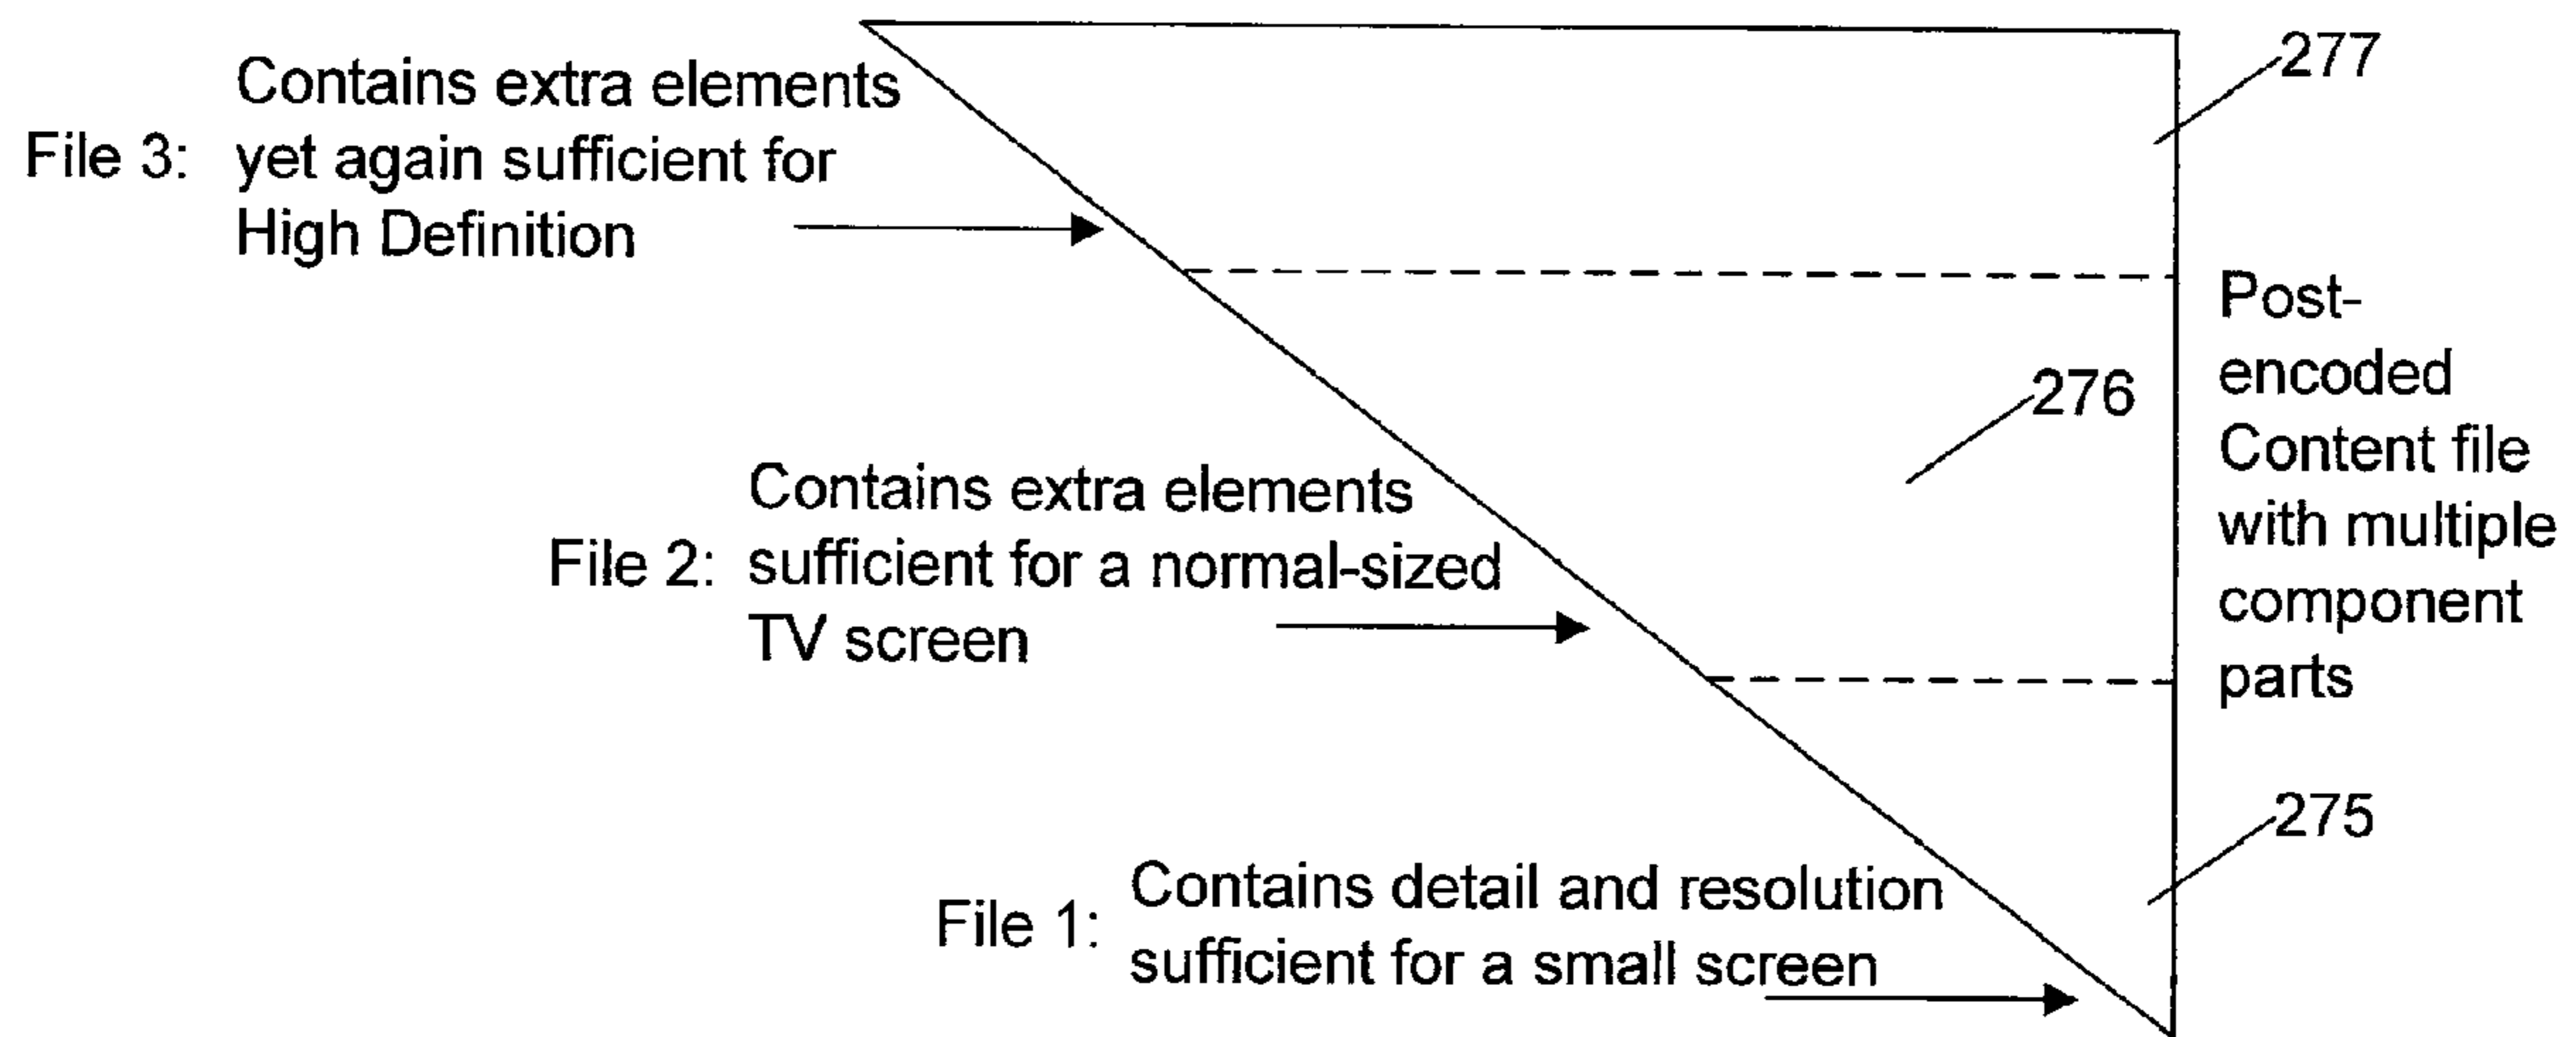 277
Contains extra elements
File 3: yet again sufficient for
High Definition
Post-
encoded
Content file
with multiple
component
parts
276
Contains extra elements
File 2: sufficient for a normal-sized
TV screen
275
Contains detail and resolution
File 1:
sufficient for a small screen